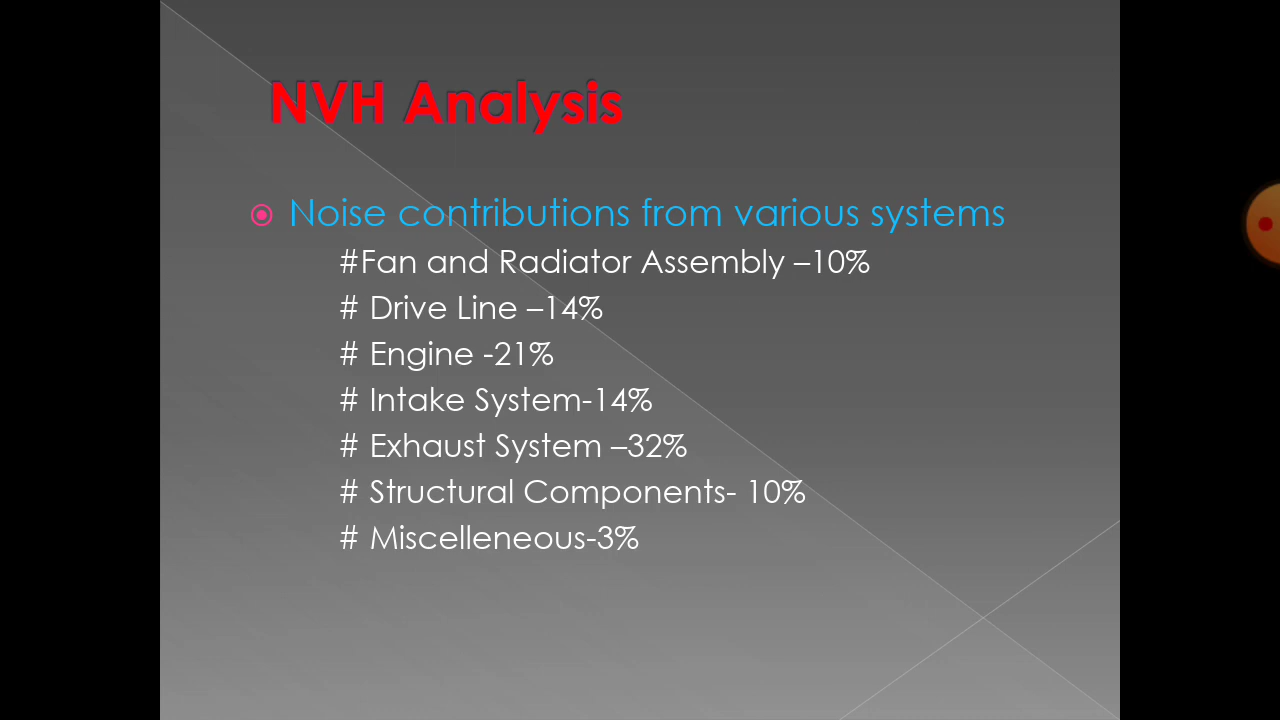 NVH Analysis
Noise contributions from various systems
#Fan and Radiator Assembly –10%
# Drive Line –14%
# Engine -21%
# Intake System-14%
# Exhaust System –32%
# Structural Components- 10%
# Miscelleneous-3%